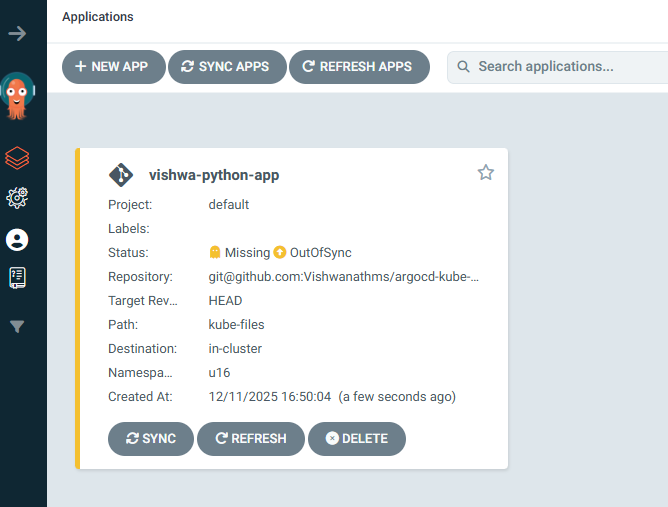 Applications
NEW APP SYNC APPS REFRESH APPS Search applications...
vishwa-python-app
Project: default
Labels:
Status: Missing OutOfSync
Repository: git@github.com:Vishwanathms/argocd-kube-...
Target Rev... HEAD
Path: kube-files
Destination: in-cluster
Namespa... u16
Created At: 12/11/2025 16:50:04 (a few seconds ago)
SYNC REFRESH DELETE